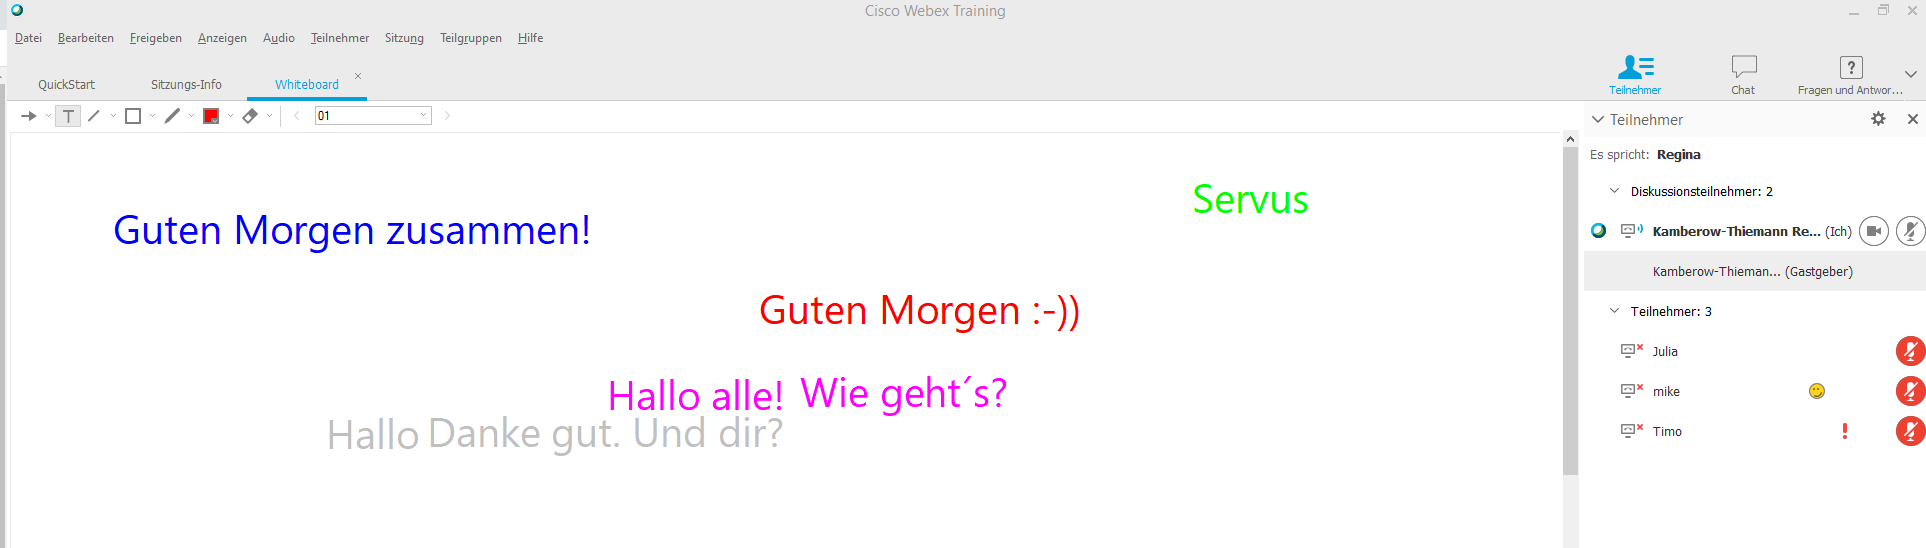 Cisco Webex Training
Datei Bearbeiten Freigeben Anzeigen Audio Teilnehmer Sitzung Teilgruppen Hilfe
QuickStart Sitzungs-Info Whiteboard
Teilnehmer Chat Fragen und Antwor...
T 01
Teilnehmer
Es spricht: Regina
Diskussionsteilnehmer: 2
Kamberow-Thiemann Re... (Ich)
Kamberow-Thieman... (Gastgeber)
Teilnehmer: 3
Julia
mike
Timo
Servus
Guten Morgen zusammen!
Guten Morgen :-))
Hallo alle! Wie geht´s?
Hallo Danke gut. Und dir?